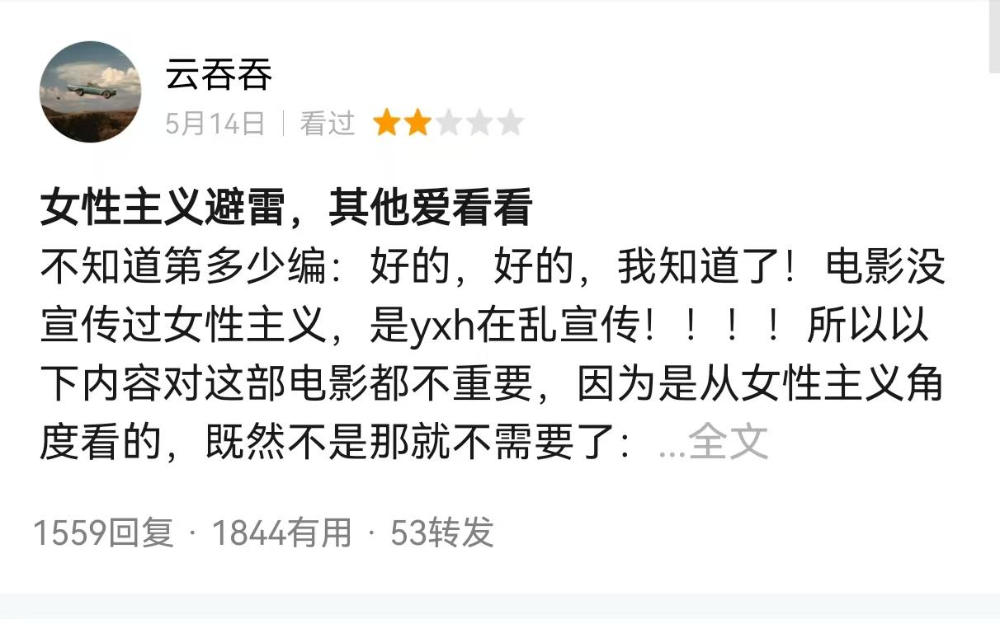 云吞吞
5月14日 | 看过
女性主义避雷，其他爱看看
不知道第多少编：好的，好的，我知道了！电影没
宣传过女性主义，是yxh在乱宣传！！！！所以以
下内容对这部电影都不重要，因为是从女性主义角
度看的，既然不是那就不需要了：...全文
1559回复 · 1844有用 · 53转发